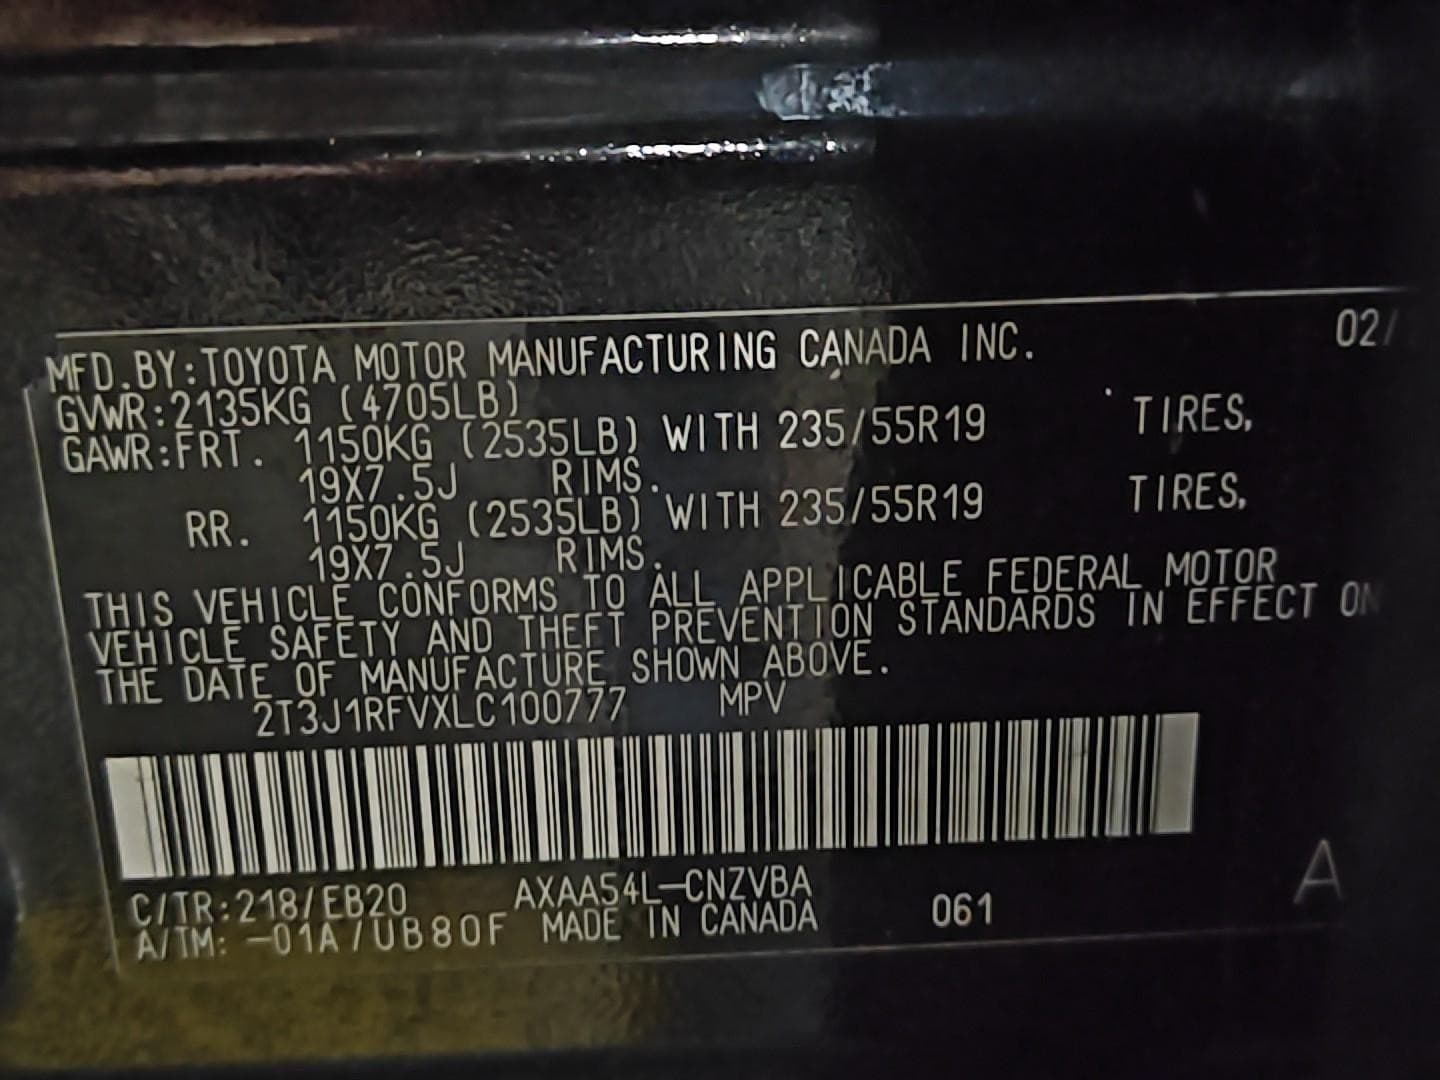 MFD.BY:TOYOTA MOTOR MANUFACTURING CANADA INC. 02/
GVWR:2135KG (4705LB)
GAWR:FRT. 1150KG (2535LB) WITH 235/55R19 TIRES,
19X7.5J RIMS.
RR. 1150KG (2535LB) WITH 235/55R19 TIRES,
19X7.5J RIMS.
THIS VEHICLE CONFORMS TO ALL APPLICABLE FEDERAL MOTOR
VEHICLE SAFETY AND THEFT PREVENTION STANDARDS IN EFFECT ON
THE DATE OF MANUFACTURE SHOWN ABOVE.
2T3J1RFVXLC100777 MPV
C/TR:218/EB20 AXAA54L-CNZVBA
A/TM: -01A/UB80F MADE IN CANADA 061
A